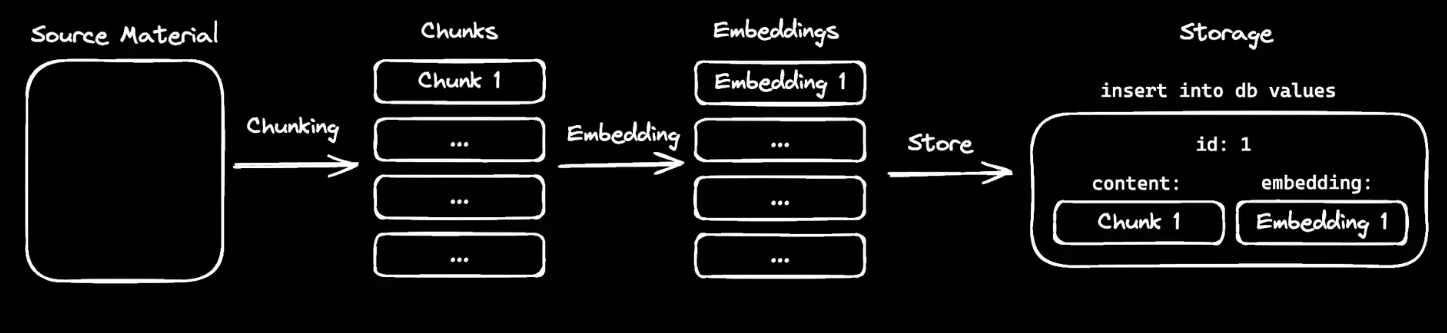 Source Material
Chunks
Embeddings
Storage
Chunk 1
...
...
...
Embedding 1
...
...
...
Chunking
Embedding
Store
insert into db values
id: 1
content:
embedding:
Chunk 1
Embedding 1